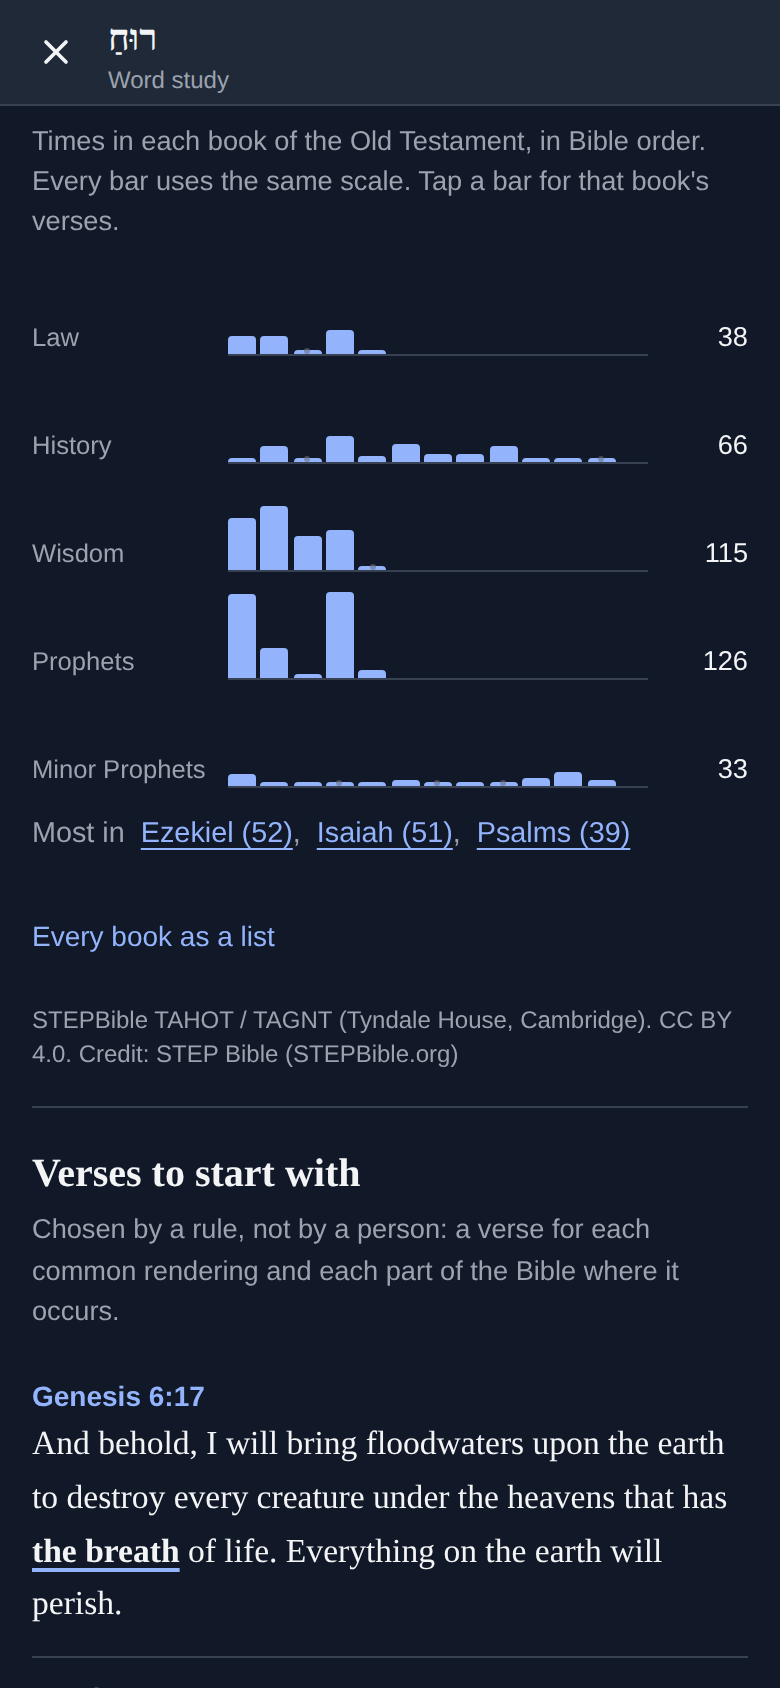 רוּחַ
Word study
Times in each book of the Old Testament, in Bible order.
Every bar uses the same scale. Tap a bar for that book's
verses.
Law 38
History 66
Wisdom 115
Prophets 126
Minor Prophets 33
Most in Ezekiel (52), Isaiah (51), Psalms (39)
Every book as a list
STEPBible TAHOT / TAGNT (Tyndale House, Cambridge). CC BY
4.0. Credit: STEP Bible (STEPBible.org)
Verses to start with
Chosen by a rule, not by a person: a verse for each
common rendering and each part of the Bible where it
occurs.
Genesis 6:17
And behold, I will bring floodwaters upon the earth
to destroy every creature under the heavens that has
the breath of life. Everything on the earth will
perish.